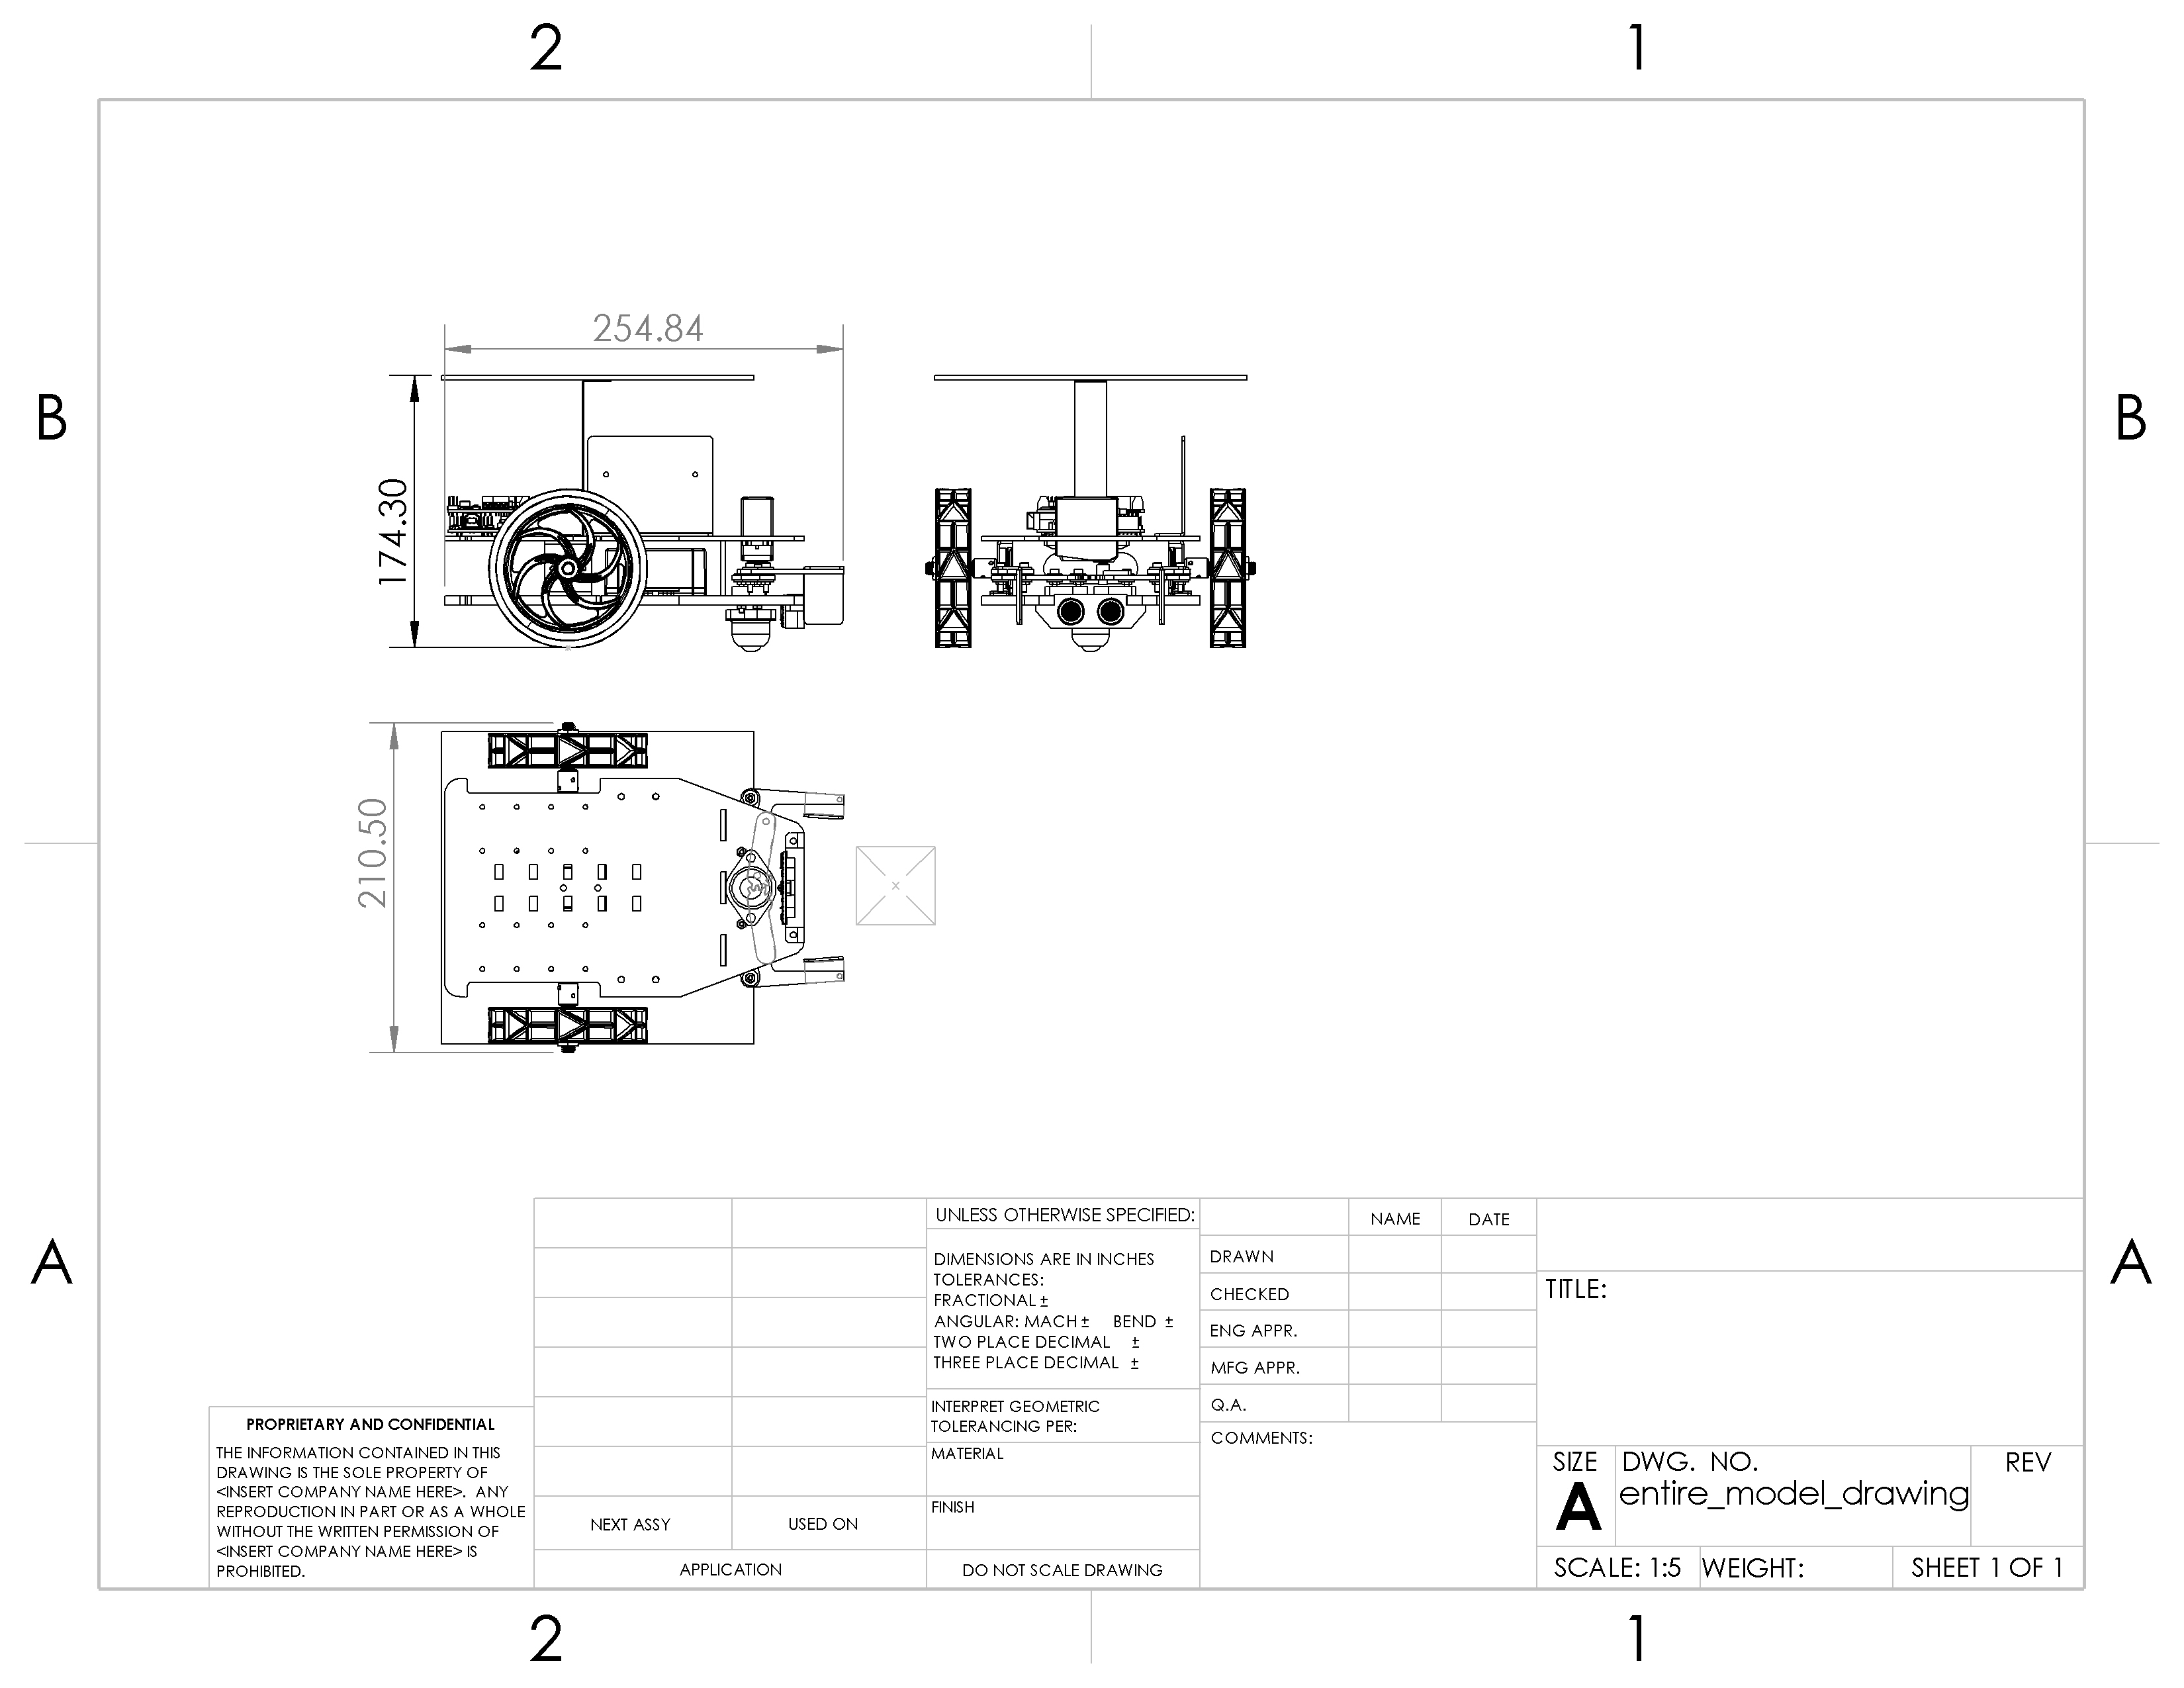 2
1
254.84
B
B
174.30
210.50
A
A
UNLESS OTHERWISE SPECIFIED:
DIMENSIONS ARE IN INCHES
TOLERANCES:
FRACTIONAL ±
ANGULAR: MACH ± BEND ±
TWO PLACE DECIMAL ±
THREE PLACE DECIMAL ±
INTERPRET GEOMETRIC
TOLERANCING PER:
MATERIAL
FINISH
DO NOT SCALE DRAWING
NAME DATE
DRAWN
CHECKED
ENG APPR.
MFG APPR.
Q.A.
COMMENTS:
TITLE:
SIZE DWG. NO. REV
A entire_model_drawing
SCALE: 1:5 WEIGHT: SHEET 1 OF 1
PROPRIETARY AND CONFIDENTIAL
THE INFORMATION CONTAINED IN THIS
DRAWING IS THE SOLE PROPERTY OF
<INSERT COMPANY NAME HERE>. ANY
REPRODUCTION IN PART OR AS A WHOLE
WITHOUT THE WRITTEN PERMISSION OF
<INSERT COMPANY NAME HERE> IS
PROHIBITED.
NEXT ASSY USED ON
APPLICATION
2
1